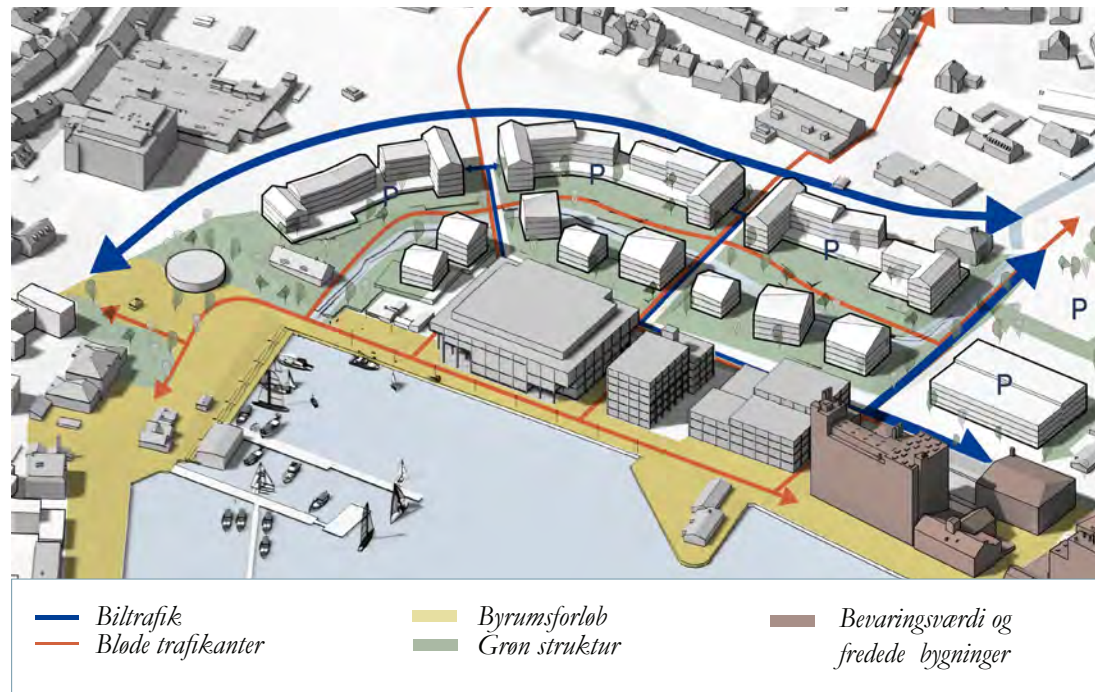 P
P
P
P
P
Biltrafik
Bløde trafikanter
Byrumsforløb
Grøn struktur
Bevaringsværdi og
fredede bygninger